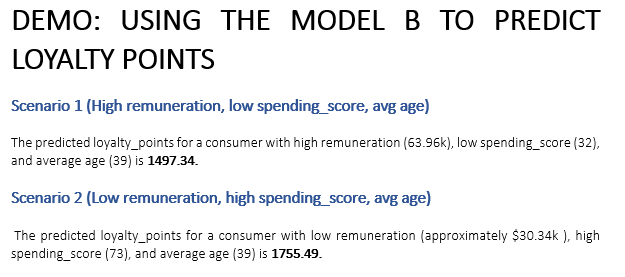 DEMO: USING THE MODEL B TO PREDICT
LOYALTY POINTS
Scenario 1 (High remuneration, low spending_score, avg age)
The predicted loyalty_points for a consumer with high remuneration (63.96k), low spending_score (32),
and average age (39) is 1497.34.
Scenario 2 (Low remuneration, high spending_score, avg age)
The predicted loyalty_points for a consumer with low remuneration (approximately $30.34k ), high
spending_score (73), and average age (39) is 1755.49.